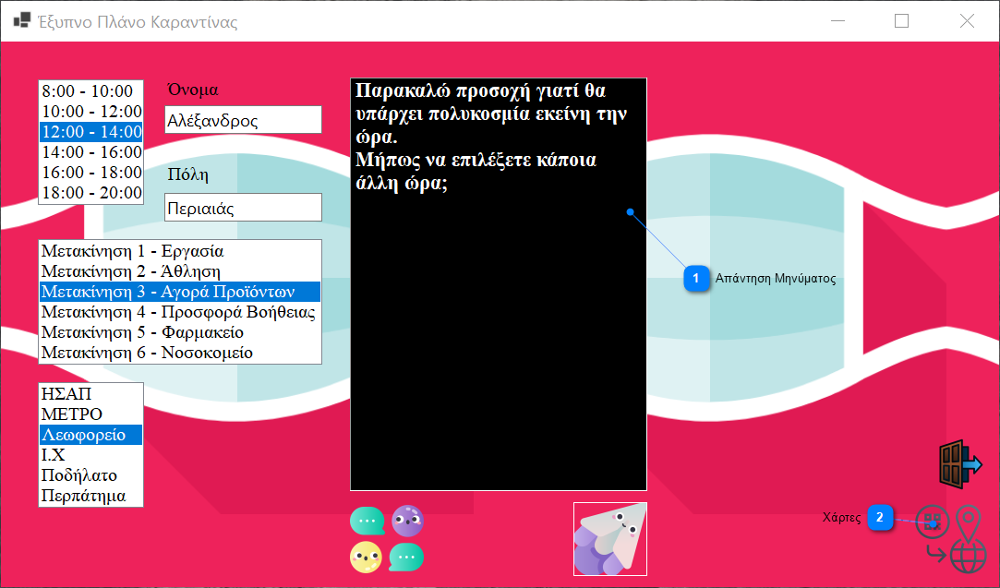 Έξυπνο Πλάνο Καραντίνας
8:00 - 10:00
10:00 - 12:00
12:00 - 14:00
14:00 - 16:00
16:00 - 18:00
18:00 - 20:00
Όνομα
Αλέξανδρος
Πόλη
Περιαιάς
Μετακίνηση 1 - Εργασία
Μετακίνηση 2 - Άθληση
Μετακίνηση 3 - Αγορά Προϊόντων
Μετακίνηση 4 - Προσφορά Βοήθειας
Μετακίνηση 5 - Φαρμακείο
Μετακίνηση 6 - Νοσοκομείο
ΗΣΑΠ
ΜΕΤΡΟ
Λεωφορείο
Ι.Χ
Ποδήλατο
Περπάτημα
Παρακαλώ προσοχή γιατί θα
υπάρχει πολυκοσμία εκείνη την
ώρα.
Μήπως να επιλέξετε κάποια
άλλη ώρα;
1 Απάντηση Μηνύματος
Χάρτες 2